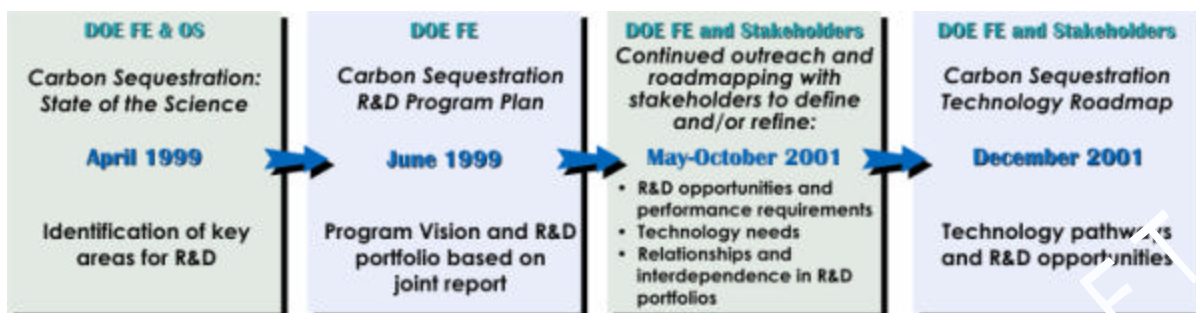 DOE FE & OS
Carbon Sequestration:
State of the Science
April 1999
Identification of key
areas for R&D
DOE FE
Carbon Sequestration
R&D Program Plan
June 1999
Program Vision and R&D
portfolio based on
joint report
DOE FE and Stakeholders
Continued outreach and
roadmapping with
stakeholders to define
and/or refine:
May-October 2001
• R&D opportunities and
performance requirements
• Technology needs
• Relationships and
interdependence in R&D
portfolios
DOE FE and Stakeholders
Carbon Sequestration
Technology Roadmap
December 2001
Technology pathways
and R&D opportunities